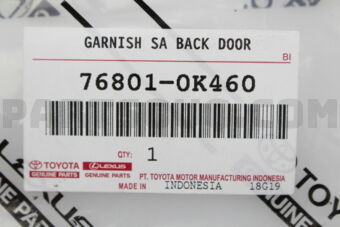 GARNISH SA BACK DOOR
BI
76801-0K460
QTY: 1
TOYOTA LEXUS
GENUINE PARTS GENUINE PARTS
PT. TOYOTA MOTOR MANUFACTURING INDONESIA
MADE IN INDONESIA 18G19